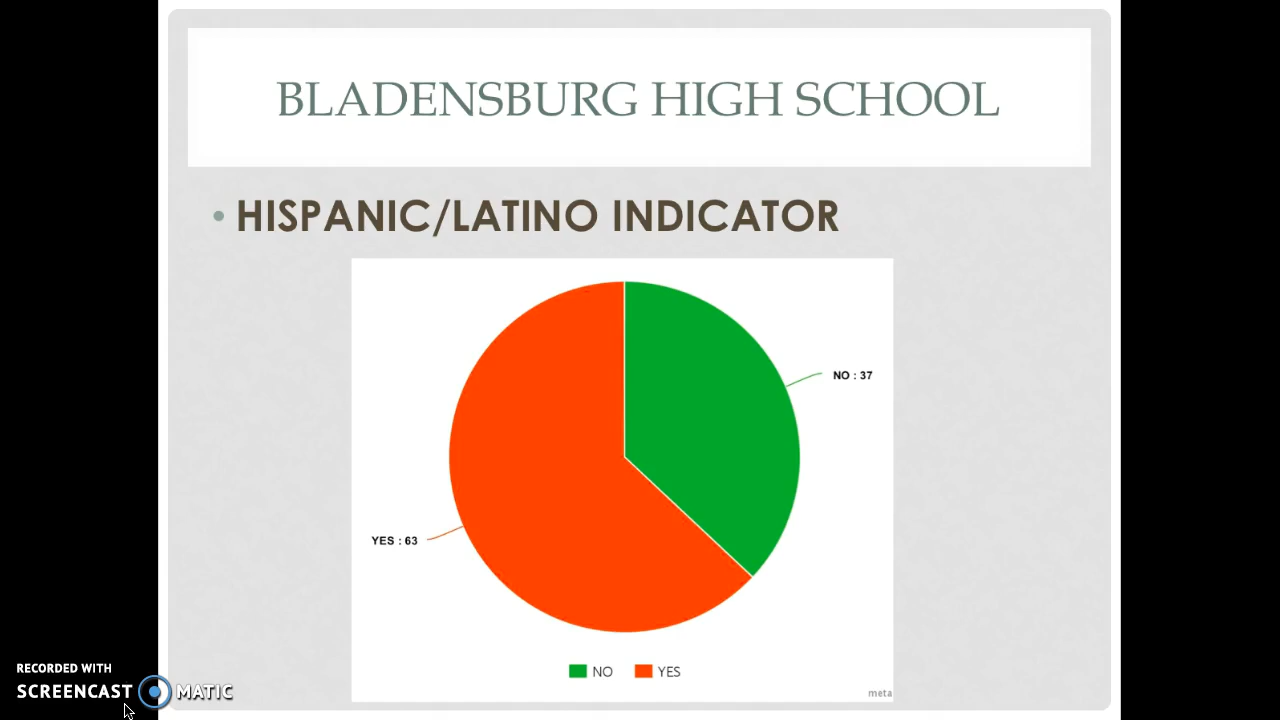 BLADENSBURG HIGH SCHOOL
• HISPANIC/LATINO INDICATOR
NO : 37
YES : 63
NO YES
meta
RECORDED WITH
SCREENCAST MATIC